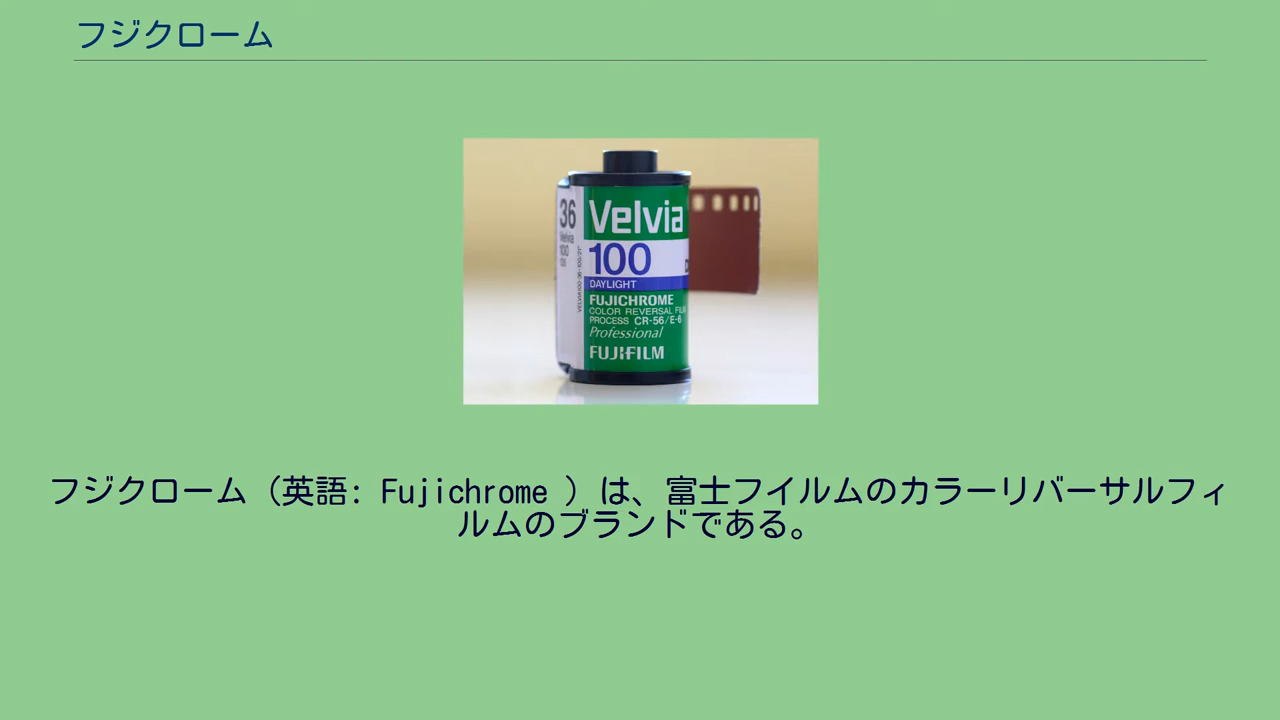 フジクローム
36
Velvia
100
Velvia
100
DAYLIGHT
FUJICHROME
COLOR REVERSAL FIL
PROCESS CR-56/E-6
Professional
FUJIFILM
フジクローム（英語: Fujichrome ）は、富士フイルムのカラーリバーサルフィ
ルムのブランドである。